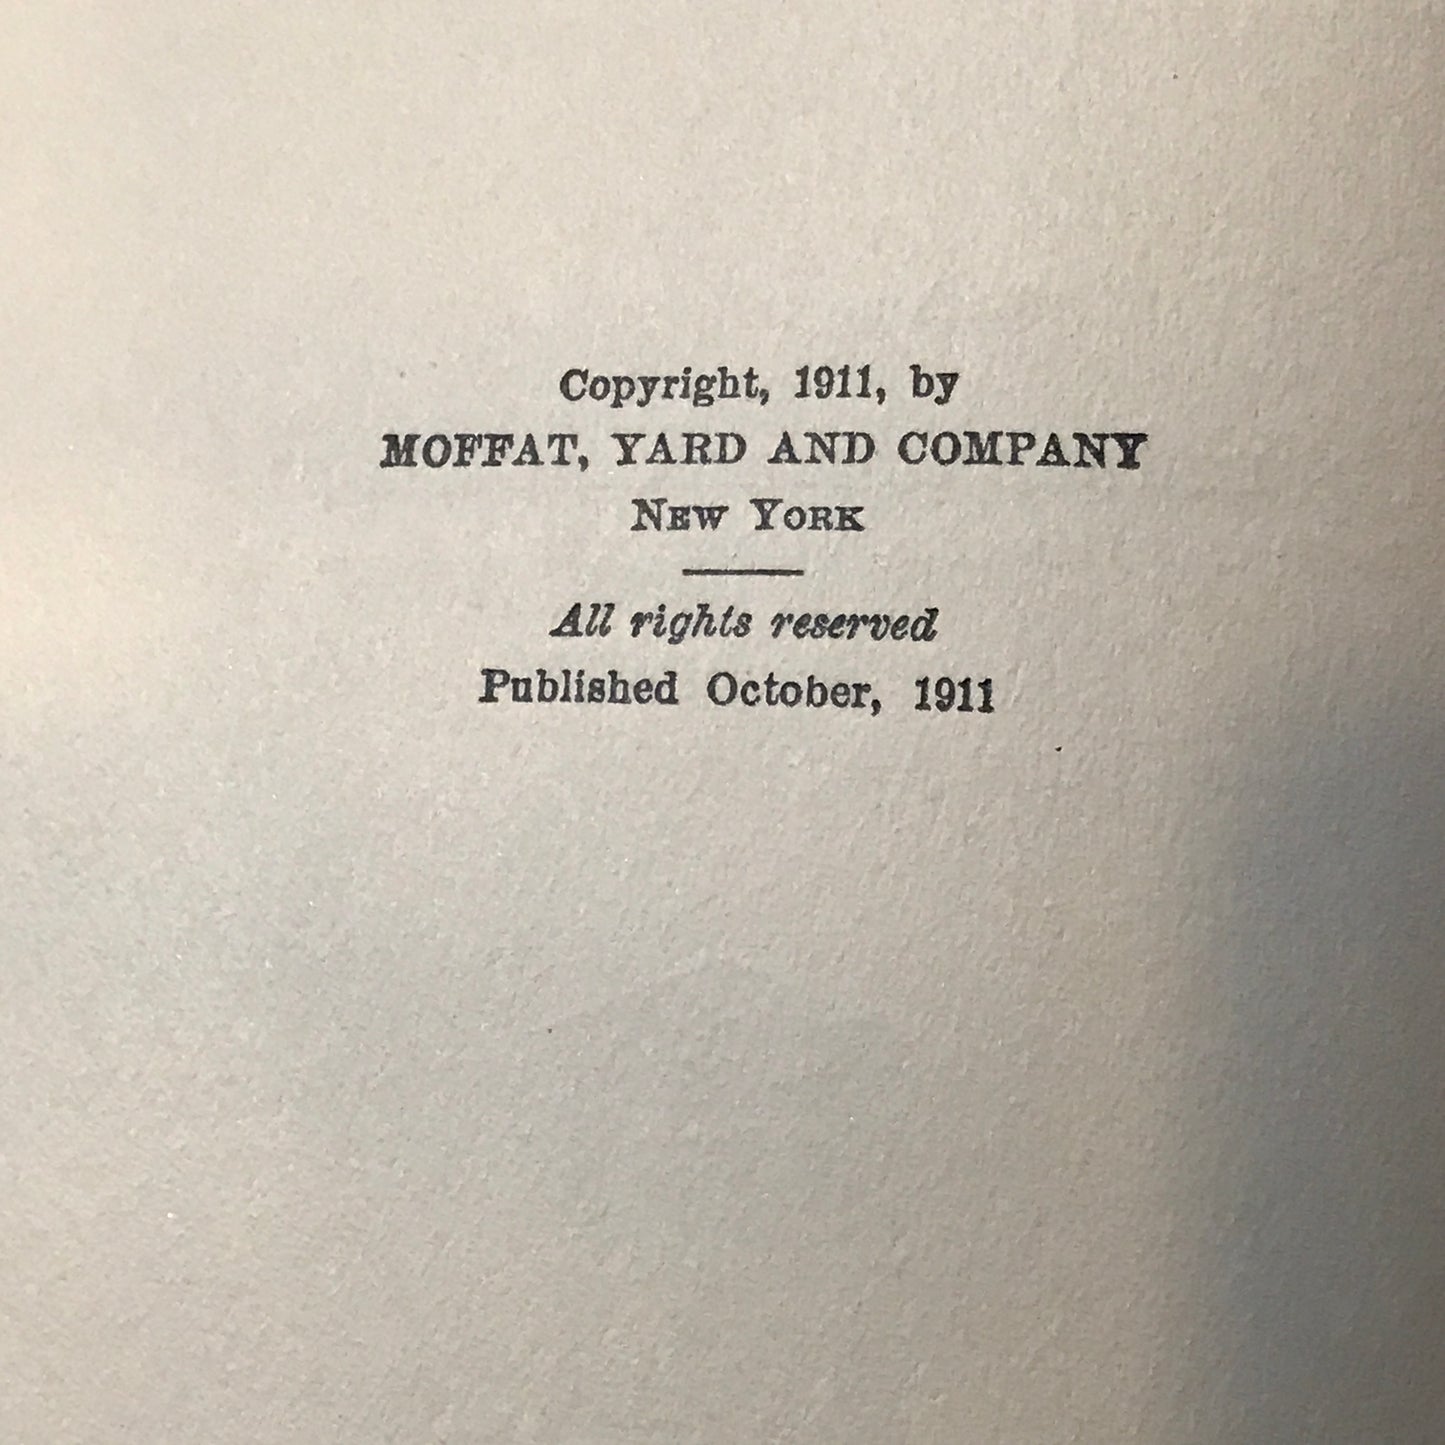 Copyright, 1911, by
MOFFAT, YARD AND COMPANY
NEW YORK
All rights reserved
Published October, 1911